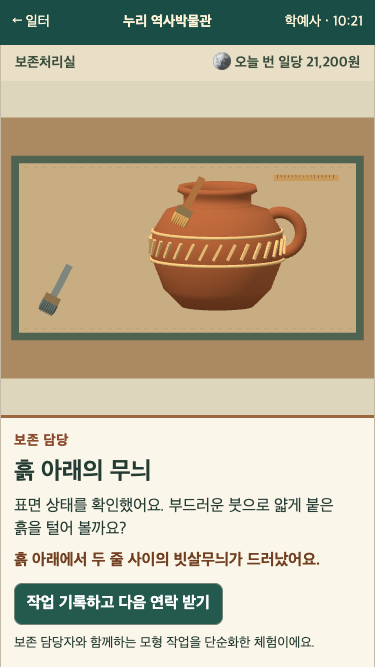 ← 일터 누리 역사박물관 학예사 · 10:21
보존처리실 오늘 번 일당 21,200원
보존 담당
흙 아래의 무늬
표면 상태를 확인했어요. 부드러운 붓으로 얇게 붙은
흙을 털어 볼까요?
흙 아래에서 두 줄 사이의 빗살무늬가 드러났어요.
작업 기록하고 다음 연락 받기
보존 담당자와 함께하는 모형 작업을 단순화한 체험이에요.